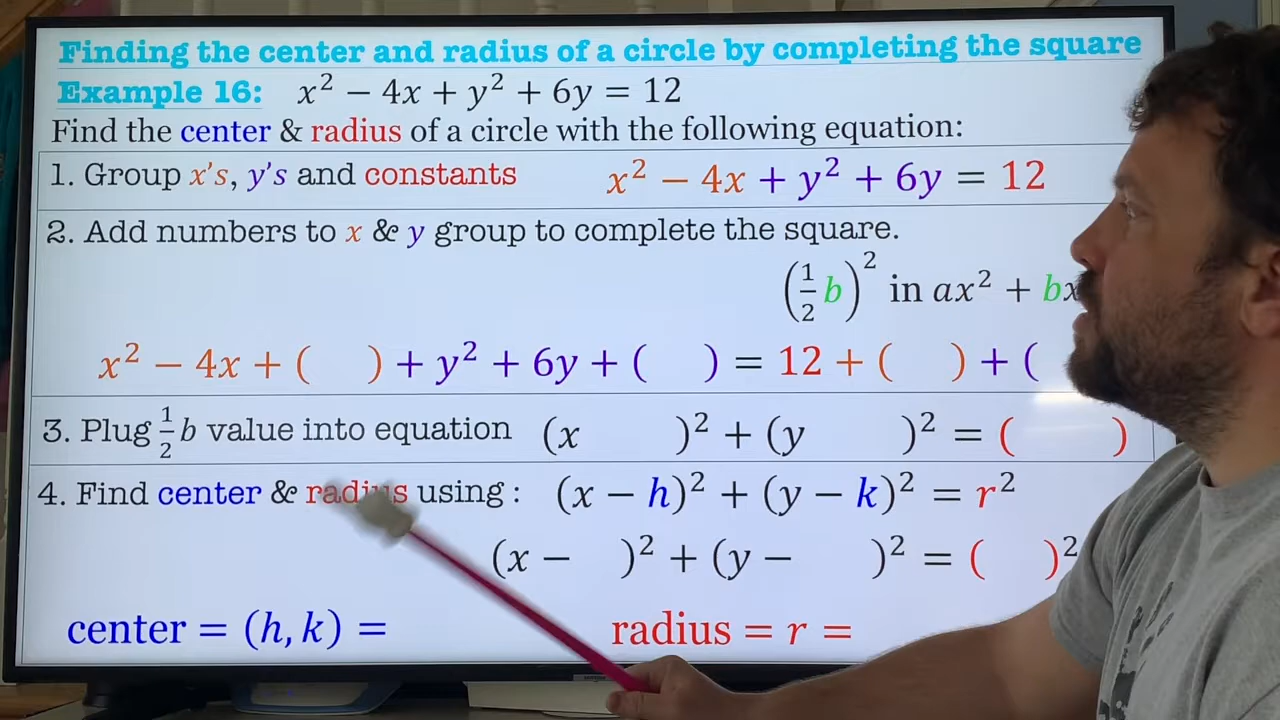 Finding the center and radius of a circle by completing the square
Example 16: x² − 4x + y² + 6y = 12
Find the center & radius of a circle with the following equation:
1. Group x's, y's and constants x² − 4x + y² + 6y = 12
2. Add numbers to x & y group to complete the square.
(1/2 b)² in ax² + bx
x² − 4x + ( ) + y² + 6y + ( ) = 12 + ( ) + (
3. Plug 1/2 b value into equation (x )² + (y )² = ( )
4. Find center & radius using : (x − h)² + (y − k)² = r²
(x − )² + (y − )² = ( )²
center = (h, k) =
radius = r =